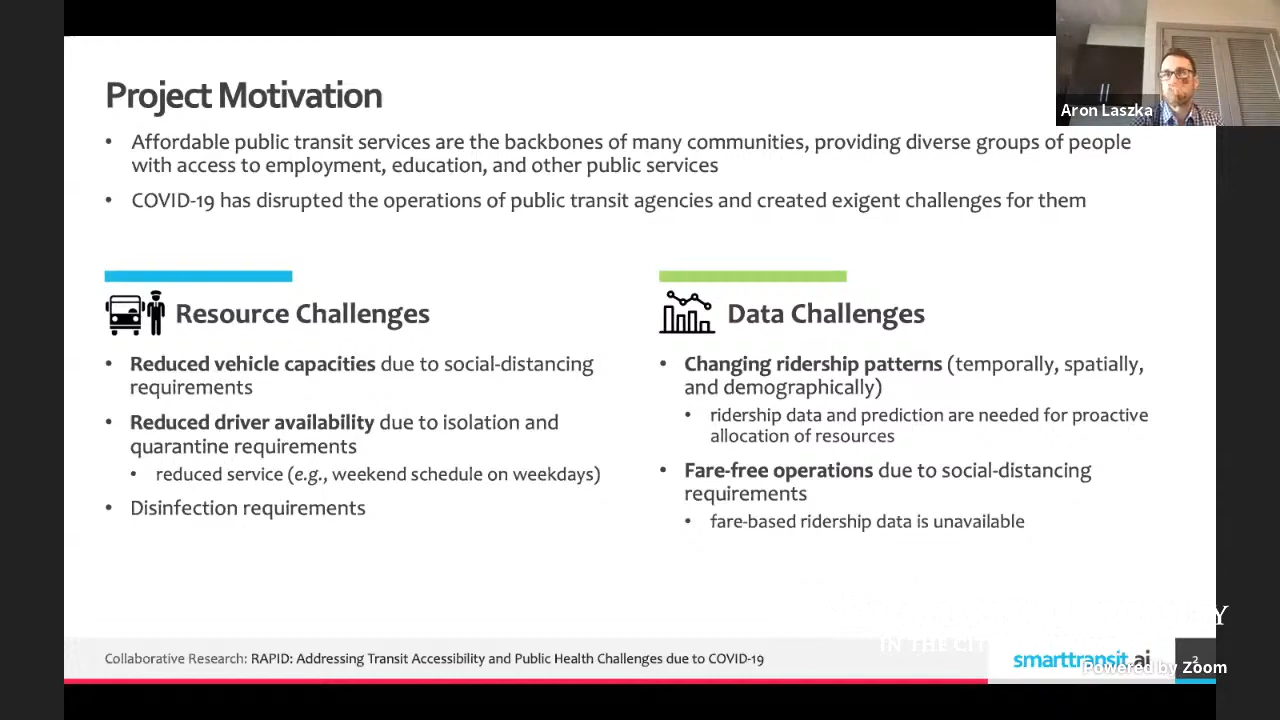 Project Motivation
Aron Laszka
• Affordable public transit services are the backbones of many communities, providing diverse groups of people
with access to employment, education, and other public services
• COVID-19 has disrupted the operations of public transit agencies and created exigent challenges for them
Resource Challenges
• Reduced vehicle capacities due to social-distancing
requirements
• Reduced driver availability due to isolation and
quarantine requirements
• reduced service (e.g., weekend schedule on weekdays)
• Disinfection requirements
Data Challenges
• Changing ridership patterns (temporally, spatially,
and demographically)
• ridership data and prediction are needed for proactive
allocation of resources
• Fare-free operations due to social-distancing
requirements
• fare-based ridership data is unavailable
Collaborative Research: RAPID: Addressing Transit Accessibility and Public Health Challenges due to COVID-19
IN THE
smarttransit.ai
2
Powered by Zoom